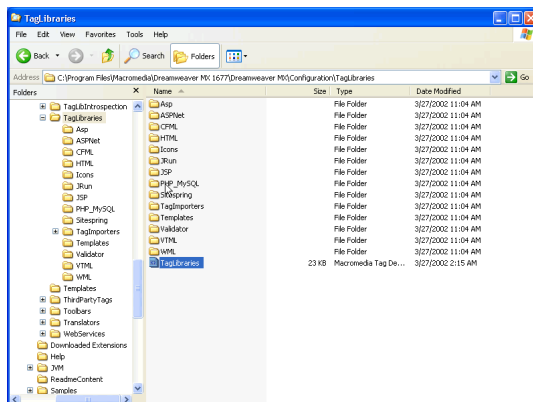 TagLibraries
File Edit View Favorites Tools Help
Back Search Folders
Address C:\Program Files\Macromedia\Dreamweaver MX 1677\Dreamweaver MX\Configuration\TagLibraries Go
Folders Name Size Type Date Modified
TagLibIntrospection
TagLibraries
Asp
ASPNet
CFML
HTML
Icons
JRun
JSP
PHP_MySQL
Sitespring
TagImporters
Templates
Validator
VTML
WML
Templates
ThirdPartyTags
Toolbars
Translators
WebServices
Downloaded Extensions
Help
JVM
ReadmeContent
Samples
Asp File Folder 3/27/2002 11:04 AM
ASPNet File Folder 3/27/2002 11:04 AM
CFML File Folder 3/27/2002 11:04 AM
HTML File Folder 3/27/2002 11:04 AM
Icons File Folder 3/27/2002 11:04 AM
JRun File Folder 3/27/2002 11:04 AM
JSP File Folder 3/27/2002 11:04 AM
PHP_MySQL File Folder 3/27/2002 11:04 AM
Sitespring File Folder 3/27/2002 11:04 AM
TagImporters File Folder 3/27/2002 11:04 AM
Templates File Folder 3/27/2002 11:04 AM
Validator File Folder 3/27/2002 11:04 AM
VTML File Folder 3/27/2002 11:04 AM
WML File Folder 3/27/2002 11:04 AM
TagLibraries 23 KB Macromedia Tag De... 3/27/2002 2:15 AM